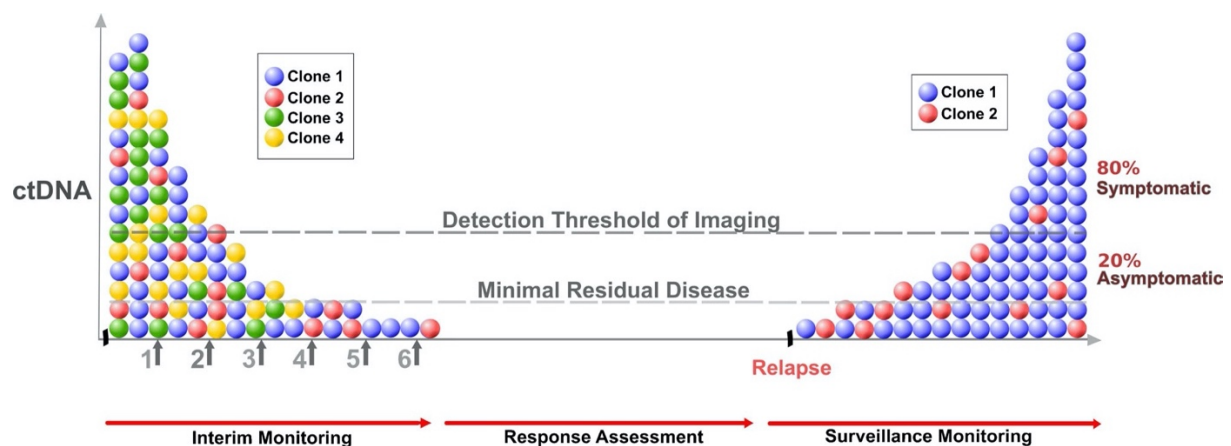 Clone 1
Clone 2
Clone 3
Clone 4
Clone 1
Clone 2
ctDNA
80%
Symptomatic
Detection Threshold of Imaging
20%
Asymptomatic
Minimal Residual Disease
1 2 3 4 5 6
Relapse
Interim Monitoring
Response Assessment
Surveillance Monitoring